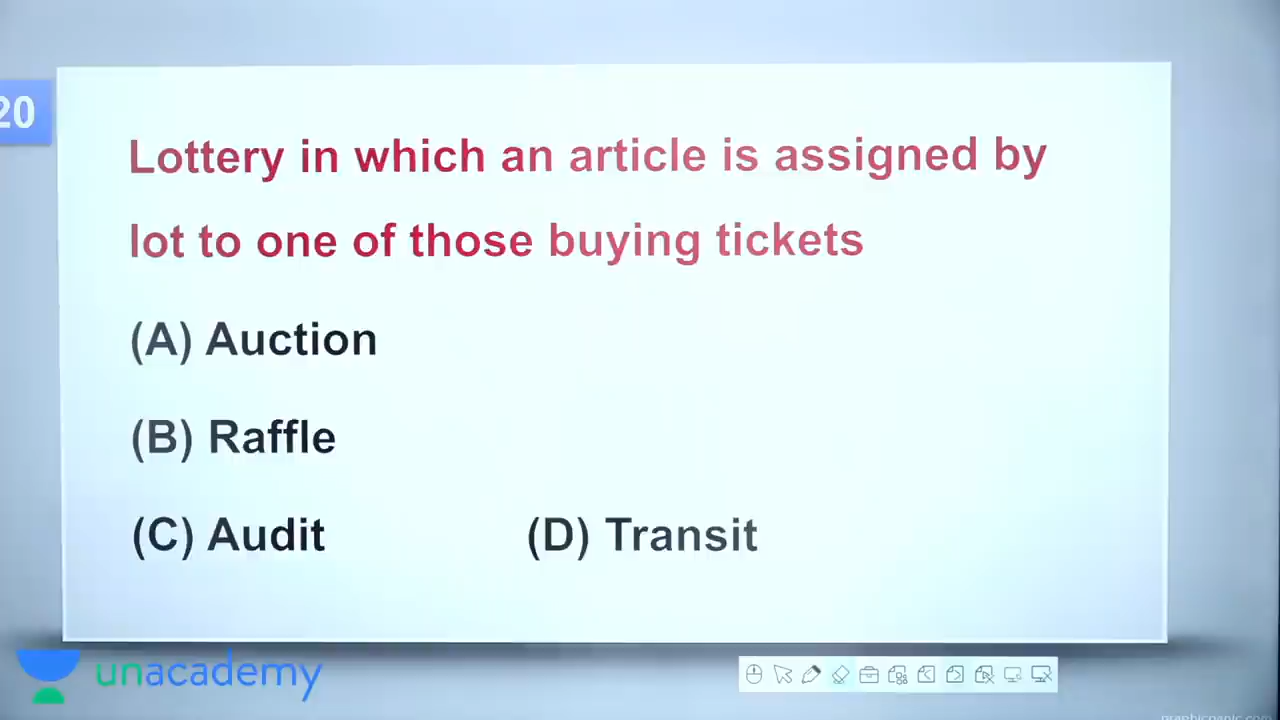 20
Lottery in which an article is assigned by
lot to one of those buying tickets
(A) Auction
(B) Raffle
(C) Audit (D) Transit
unacademy